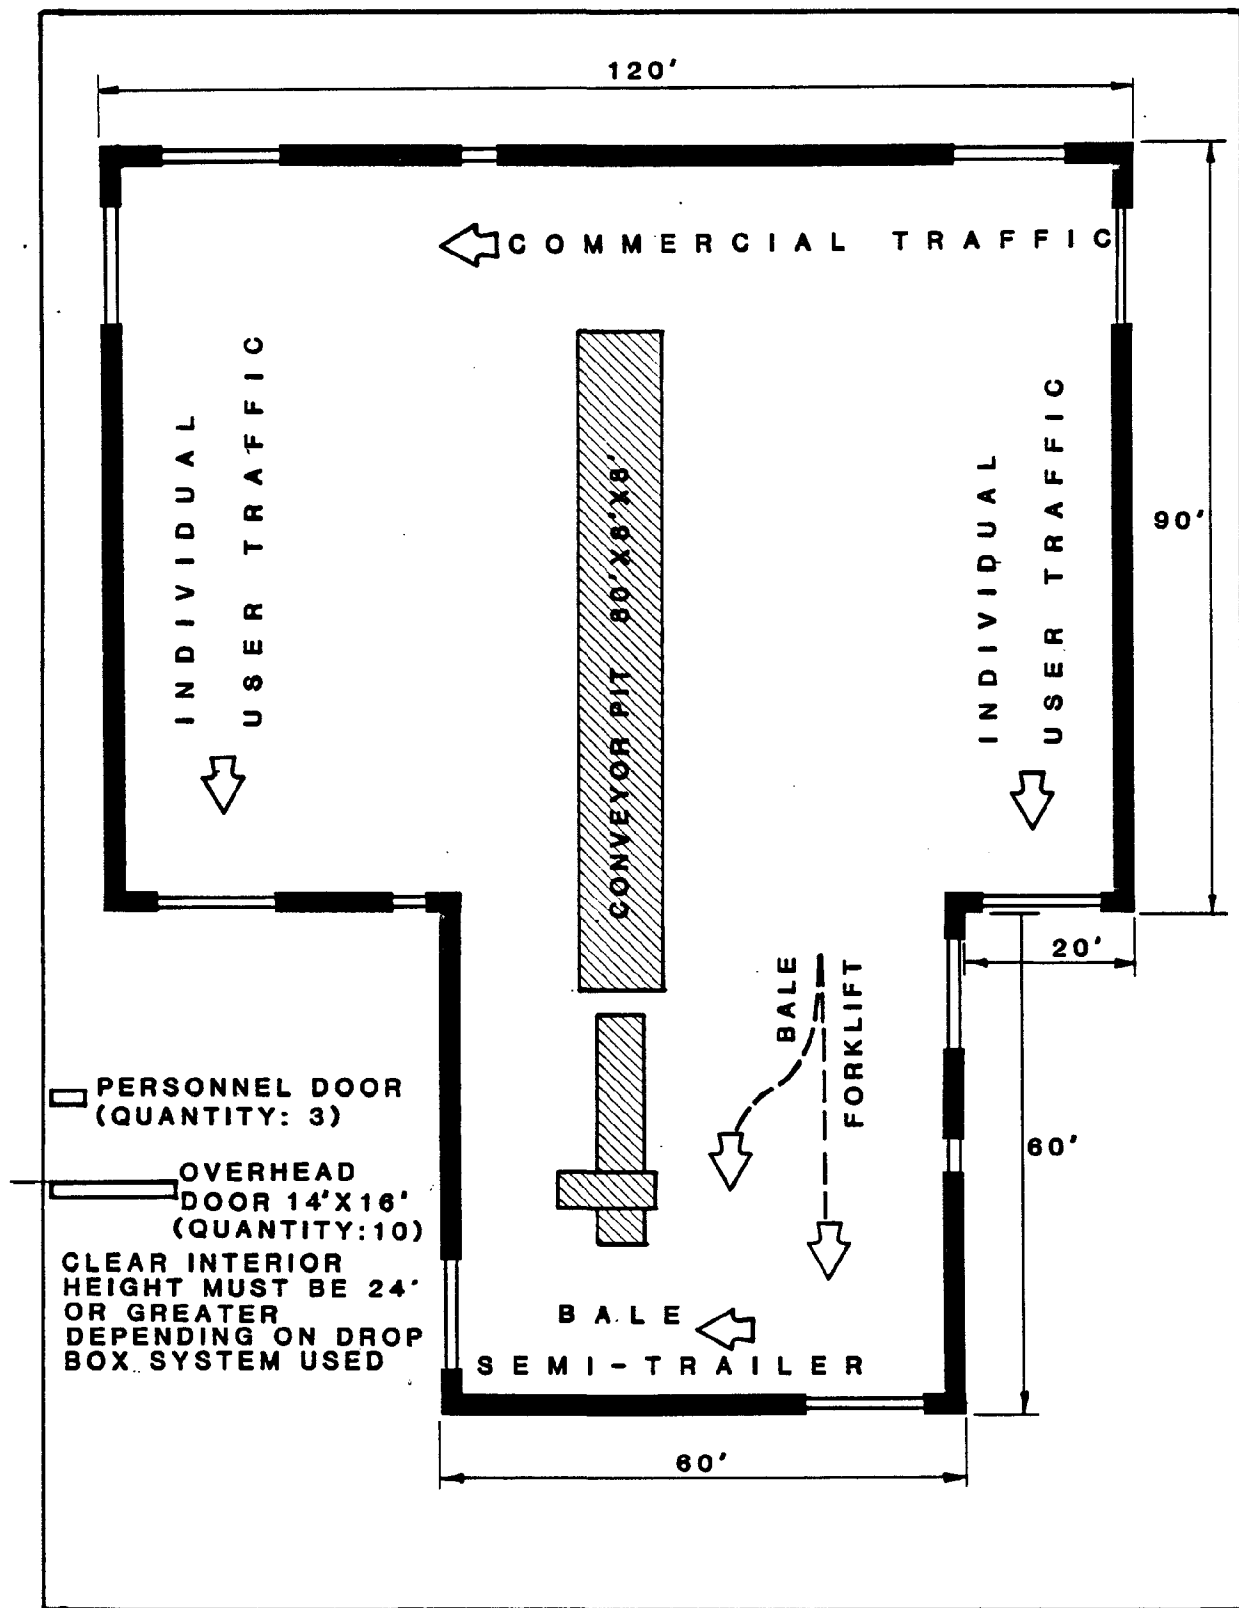 120'
COMMERCIAL TRAFFIC
INDIVIDUAL
USER TRAFFIC
CONVEYOR PIT 80'X8'X8'
INDIVIDUAL
USER TRAFFIC
90'
20'
BALE
FORKLIFT
PERSONNEL DOOR
(QUANTITY: 3)
60'
OVERHEAD
DOOR 14'X16'
(QUANTITY:10)
CLEAR INTERIOR
HEIGHT MUST BE 24'
OR GREATER
DEPENDING ON DROP
BOX SYSTEM USED
BALE
SEMI-TRAILER
60'